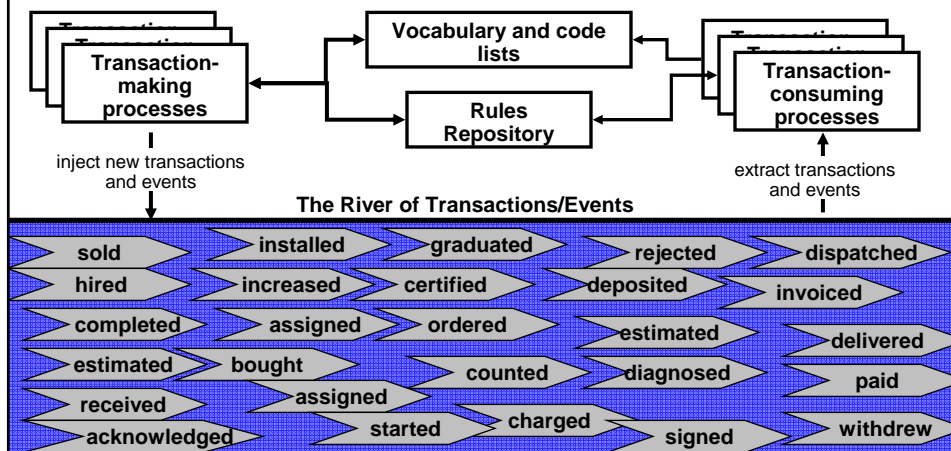 Transaction-
making
processes
Vocabulary and code
lists
Rules
Repository
Transaction-
consuming
processes
inject new transactions
and events
extract transactions
and events
The River of Transactions/Events
sold
installed
graduated
rejected
dispatched
hired
increased
certified
deposited
invoiced
completed
assigned
ordered
estimated
delivered
estimated
bought
counted
diagnosed
paid
received
assigned
acknowledged
started
charged
signed
withdrew